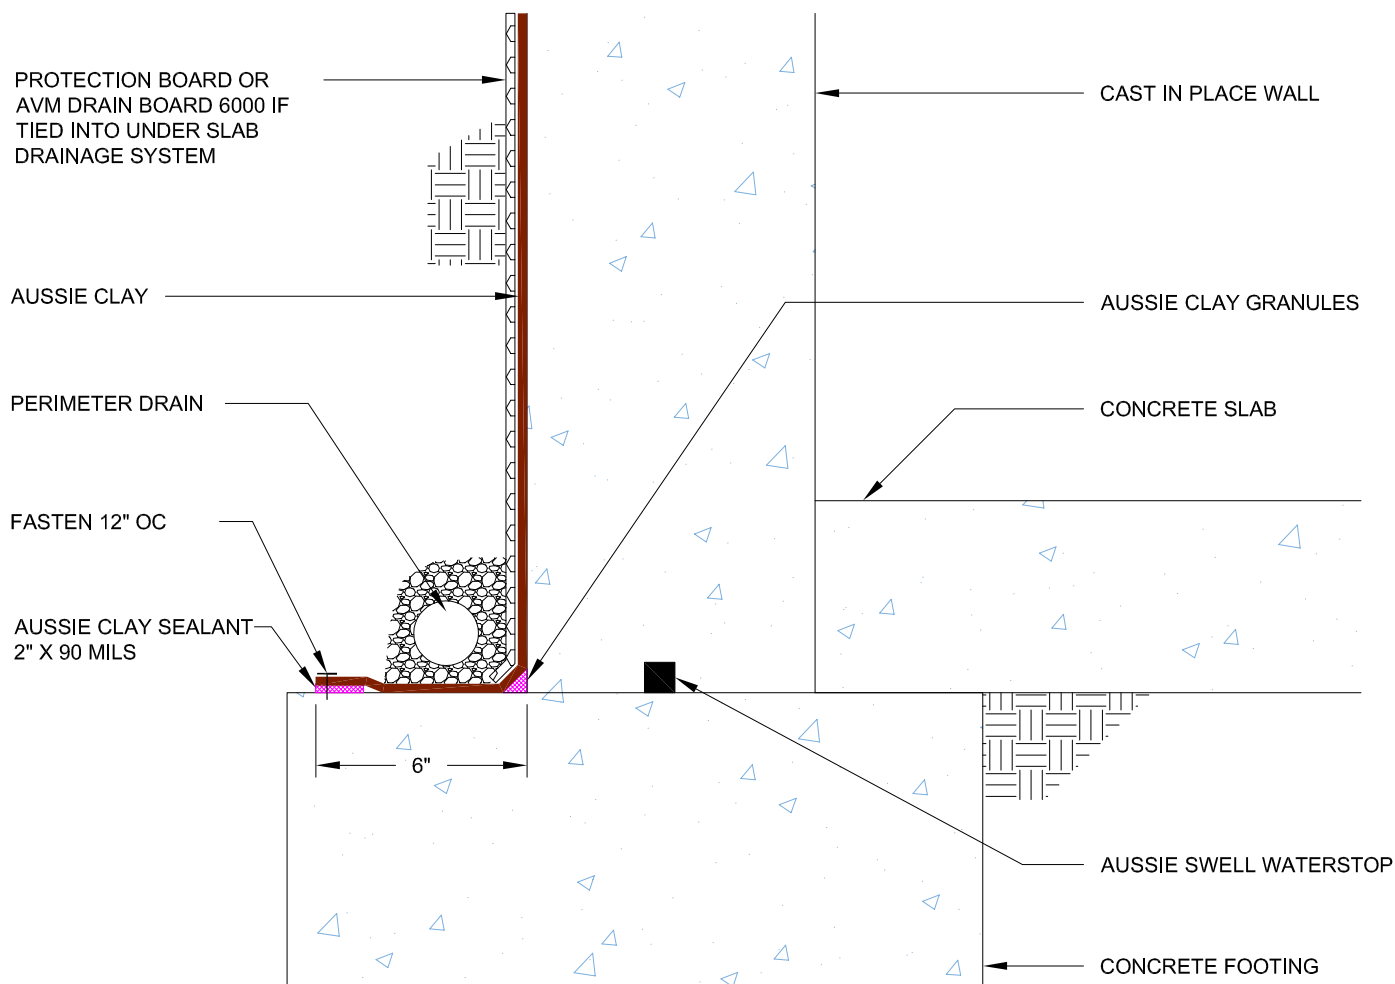 PROTECTION BOARD OR
AVM DRAIN BOARD 6000 IF
TIED INTO UNDER SLAB
DRAINAGE SYSTEM
AUSSIE CLAY
PERIMETER DRAIN
FASTEN 12" OC
AUSSIE CLAY SEALANT
2" X 90 MILS
6"
CAST IN PLACE WALL
AUSSIE CLAY GRANULES
CONCRETE SLAB
AUSSIE SWELL WATERSTOP
CONCRETE FOOTING